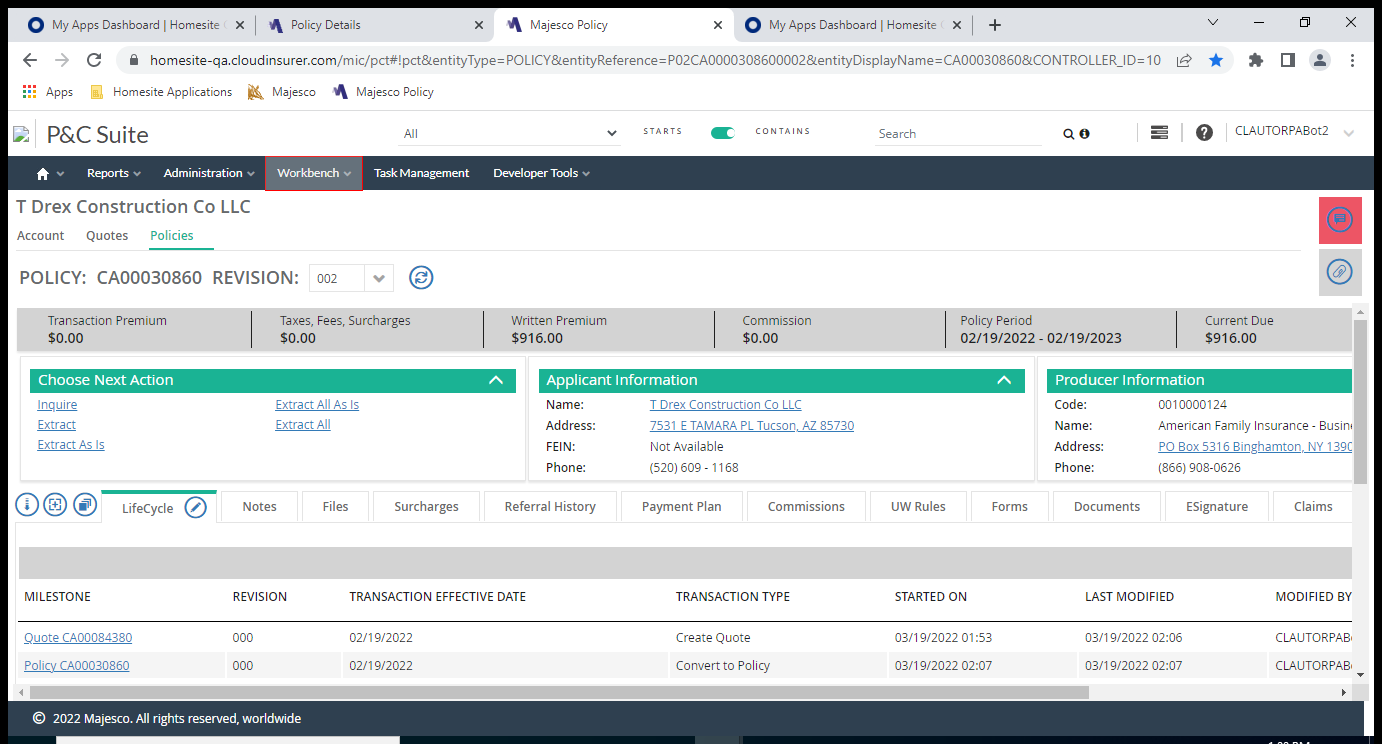 My Apps Dashboard | Homesite
Policy Details
Majesco Policy
My Apps Dashboard | Homesite
homesite-qa.cloudinsurer.com/mic/pct#!pct&entityType=POLICY&entityReference=P02CA0000308600002&entityDisplayName=CA00030860&CONTROLLER_ID=10
Apps
Homesite Applications
Majesco
Majesco Policy
P&C Suite
All
STARTS
CONTAINS
Search
CLAUTORPABot2
Reports
Administration
Workbench
Task Management
Developer Tools
T Drex Construction Co LLC
Account
Quotes
Policies
POLICY: CA00030860 REVISION: 002
Transaction Premium
$0.00
Taxes, Fees, Surcharges
$0.00
Written Premium
$916.00
Commission
$0.00
Policy Period
02/19/2022 - 02/19/2023
Current Due
$916.00
Choose Next Action
Inquire
Extract All As Is
Extract
Extract All
Extract As Is
Applicant Information
Name: T Drex Construction Co LLC
Address: 7531 E TAMARA PL Tucson, AZ 85730
FEIN: Not Available
Phone: (520) 609 - 1168
Producer Information
Code: 0010000124
Name: American Family Insurance - Busin
Address: PO Box 5316 Binghamton, NY 1390
Phone: (866) 908-0626
LifeCycle
Notes
Files
Surcharges
Referral History
Payment Plan
Commissions
UW Rules
Forms
Documents
ESignature
Claims
MILESTONE REVISION TRANSACTION EFFECTIVE DATE TRANSACTION TYPE STARTED ON LAST MODIFIED MODIFIED BY
Quote CA00084380 000 02/19/2022 Create Quote 03/19/2022 01:53 03/19/2022 02:06 CLAUTORPAB
Policy CA00030860 000 02/19/2022 Convert to Policy 03/19/2022 02:07 03/19/2022 02:07 CLAUTORPAB
© 2022 Majesco. All rights reserved, worldwide